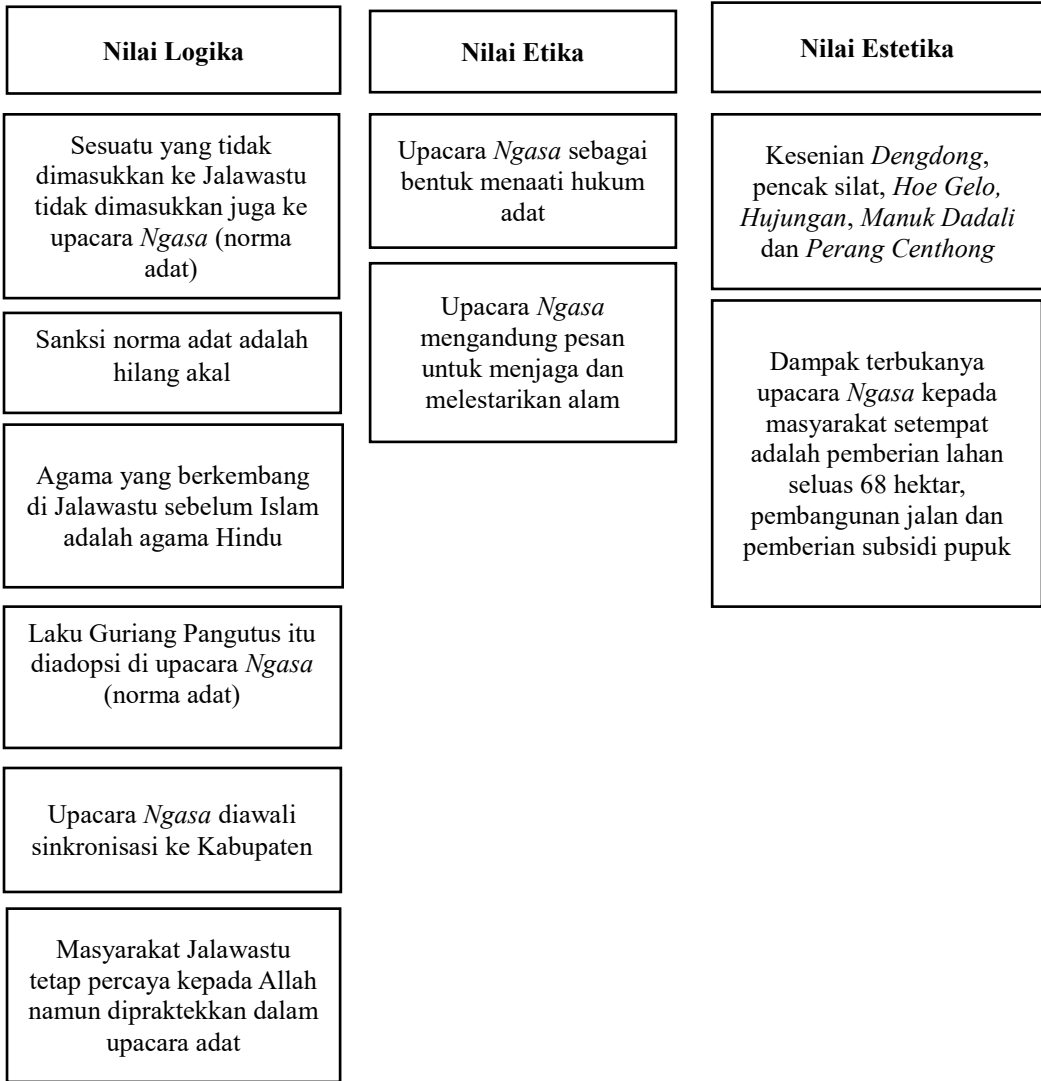 Nilai Logika
Sesuatu yang tidak
dimasukkan ke Jalawastu
tidak dimasukkan juga ke
upacara Ngasa (norma
adat)
Sanksi norma adat adalah
hilang akal
Agama yang berkembang
di Jalawastu sebelum Islam
adalah agama Hindu
Laku Guriang Pangutus itu
diadopsi di upacara Ngasa
(norma adat)
Upacara Ngasa diawali
sinkronisasi ke Kabupaten
Masyarakat Jalawastu
tetap percaya kepada Allah
namun dipraktekkan dalam
upacara adat
Nilai Etika
Upacara Ngasa sebagai
bentuk menaati hukum
adat
Upacara Ngasa
mengandung pesan
untuk menjaga dan
melestarikan alam
Nilai Estetika
Kesenian Dengdong,
pencak silat, Hoe Gelo,
Hujungan, Manuk Dadali
dan Perang Centhong
Dampak terbukanya
upacara Ngasa kepada
masyarakat setempat
adalah pemberian lahan
seluas 68 hektar,
pembangunan jalan dan
pemberian subsidi pupuk